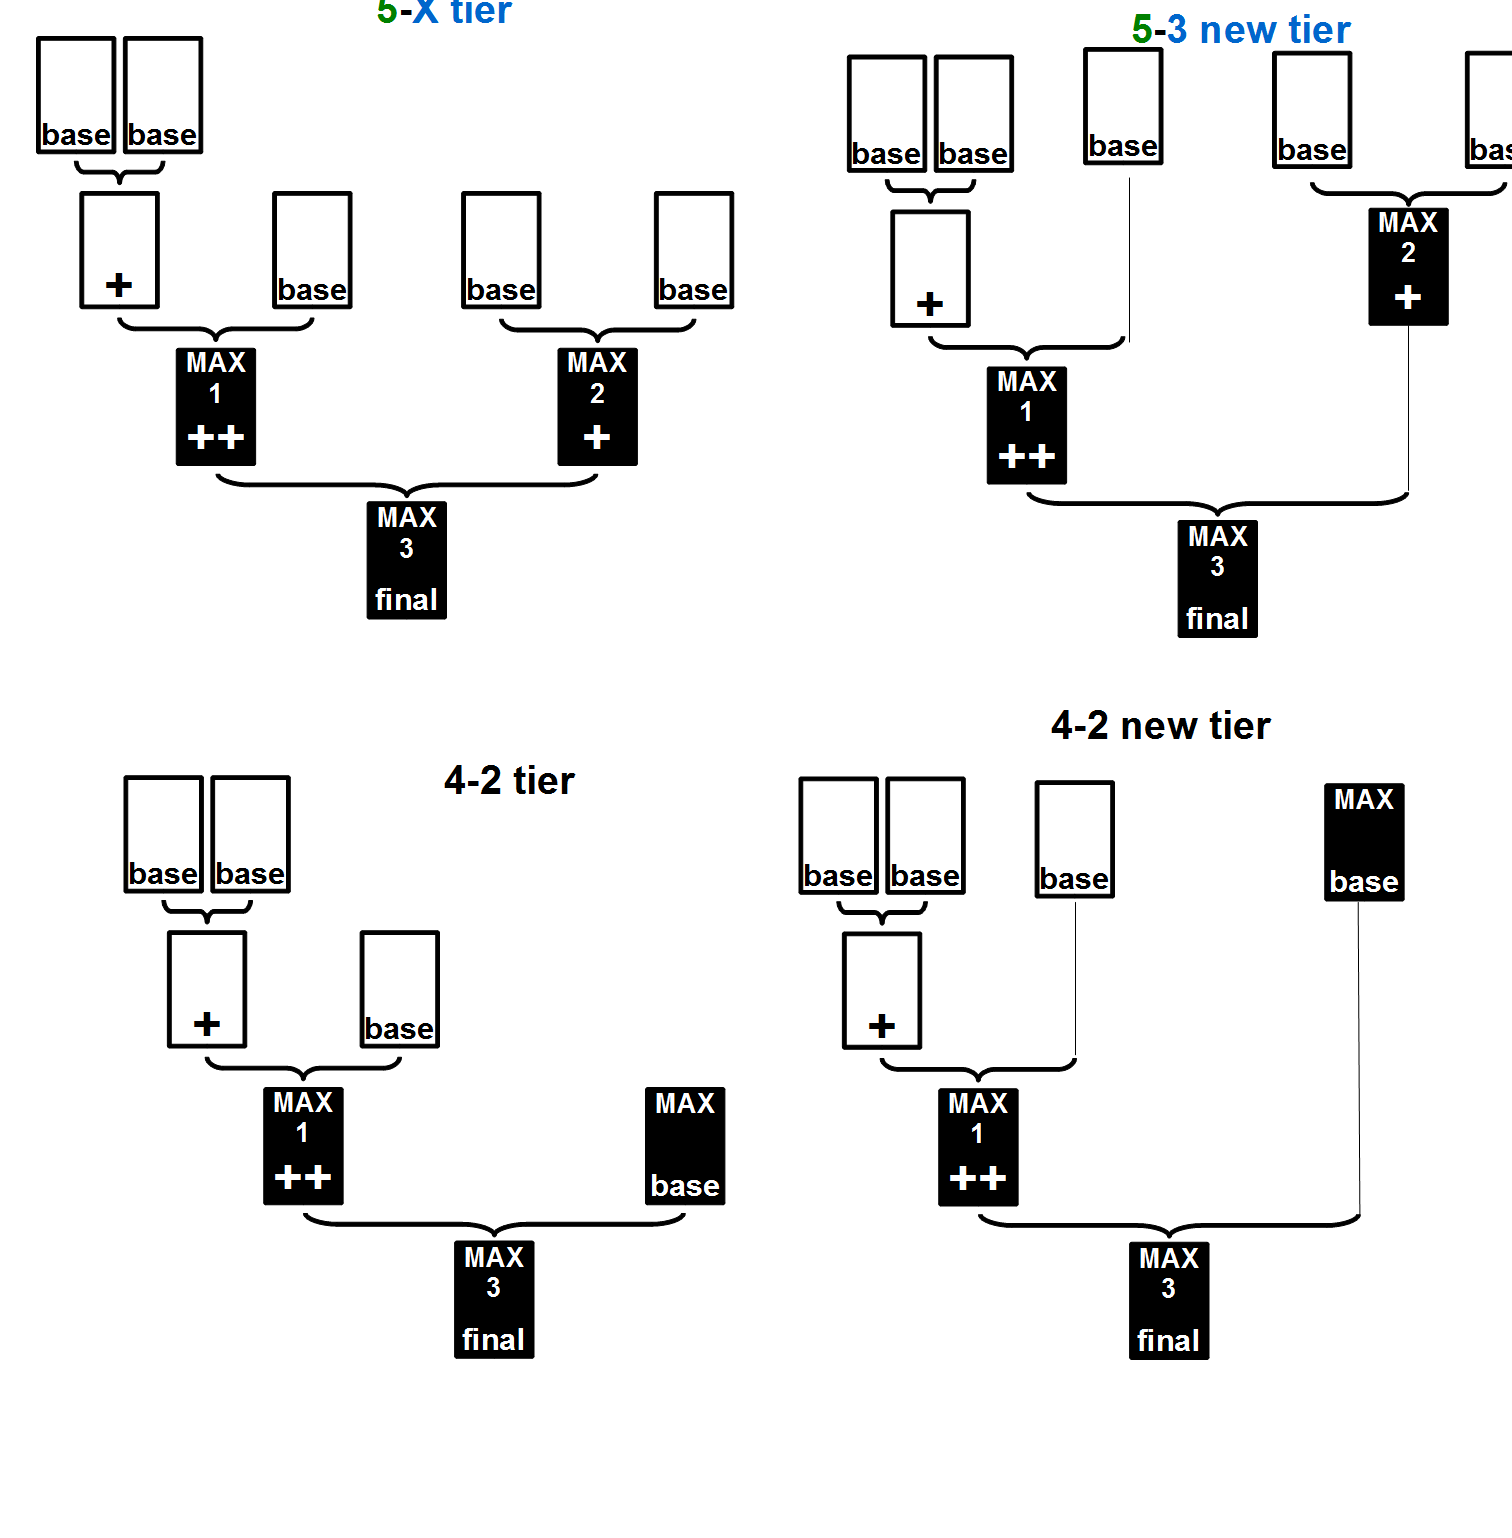 5-X tier
base base
+ base base base
MAX
1
++
MAX
2
+
MAX
3
final
5-3 new tier
base base base base
+
MAX
2
+
MAX
1
++
MAX
3
final
4-2 tier
base base
+ base
MAX
1
++
MAX
base
MAX
3
final
4-2 new tier
base base base
MAX
base
+
MAX
1
++
MAX
3
final